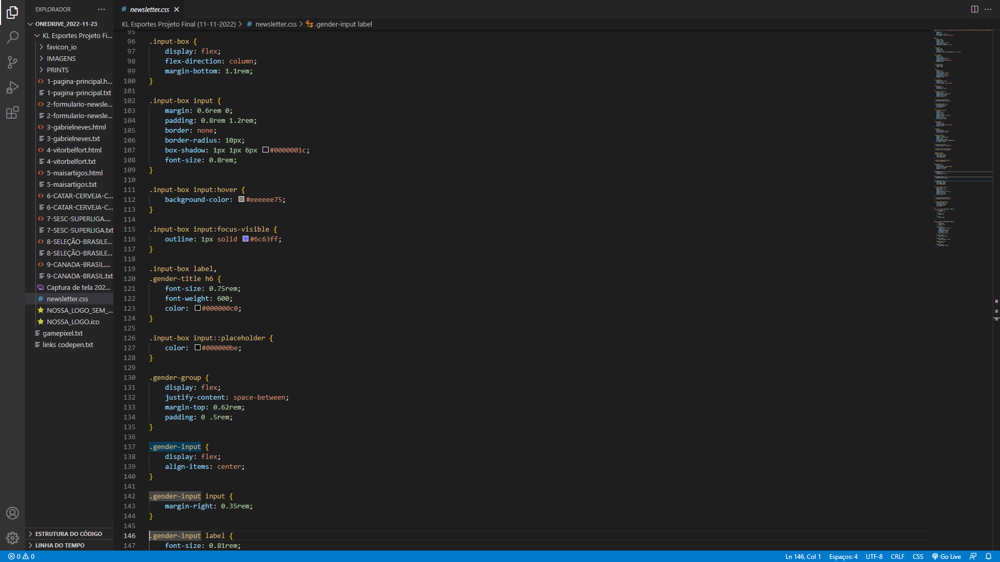 EXPLORADOR
ONEDRIVE_2022-11-23
KL Esportes Projeto Fi...
favicon_io
IMAGENS
PRINTS
1-pagina-principal.h...
1-pagina-principal.txt
2-formulario-newsle...
2-formulario-newsle...
3-gabrielneves.html
3-gabrielneves.txt
4-vitorbelfort.html
4-vitorbelfort.txt
5-maisartigos.html
5-maisartigos.txt
6-CATAR-CERVEJA-C...
6-CATAR-CERVEJA-C...
7-SESC-SUPERLIGA....
7-SESC-SUPERLIGA.txt
8-SELEÇÃO-BRASILE...
8-SELEÇÃO-BRASILE...
9-CANADA-BRASIL....
9-CANADA-BRASIL.txt
Captura de tela 202...
# newsletter.css
NOSSA_LOGO_SEM_...
NOSSA_LOGO.ico
gamepixel.txt
links codepen.txt
ESTRUTURA DO CÓDIGO
LINHA DO TEMPO
# newsletter.css
KL Esportes Projeto Final (11-11-2022) > # newsletter.css > .gender-input label
95
96 .input-box {
97 display: flex;
98 flex-direction: column;
99 margin-bottom: 1.1rem;
100 }
101
102 .input-box input {
103 margin: 0.6rem 0;
104 padding: 0.8rem 1.2rem;
105 border: none;
106 border-radius: 10px;
107 box-shadow: 1px 1px 6px #0000001c;
108 font-size: 0.8rem;
109 }
110
111 .input-box input:hover {
112 background-color: #eeeeee75;
113 }
114
115 .input-box input:focus-visible {
116 outline: 1px solid #6c63ff;
117 }
118
119 .input-box label,
120 .gender-title h6 {
121 font-size: 0.75rem;
122 font-weight: 600;
123 color: #000000c0;
124 }
125
126 .input-box input::placeholder {
127 color: #000000be;
128 }
129
130 .gender-group {
131 display: flex;
132 justify-content: space-between;
133 margin-top: 0.62rem;
134 padding: 0 .5rem;
135 }
136
137 .gender-input {
138 display: flex;
139 align-items: center;
140 }
141
142 .gender-input input {
143 margin-right: 0.35rem;
144 }
145
146 .gender-input label {
147 font-size: 0.81rem;
0 0
Ln 146, Col 1 Espaços: 4 UTF-8 CRLF CSS Go Live